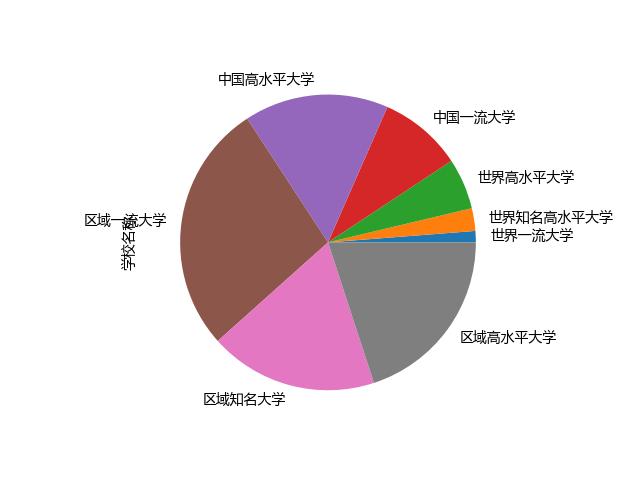 中国高水平大学
中国一流大学
世界高水平大学
世界知名高水平大学
世界一流大学
区域一流大学
学校名称
区域高水平大学
区域知名大学